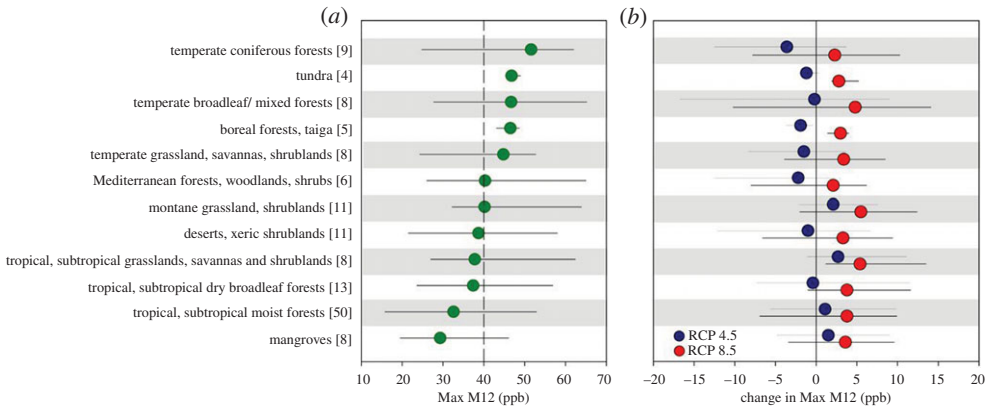 (a)
(b)
temperate coniferous forests [9]
tundra [4]
temperate broadleaf/ mixed forests [8]
boreal forests, taiga [5]
temperate grassland, savannas, shrublands [8]
Mediterranean forests, woodlands, shrubs [6]
montane grassland, shrublands [11]
deserts, xeric shrublands [11]
tropical, subtropical grasslands, savannas and shrublands [8]
tropical, subtropical dry broadleaf forests [13]
tropical, subtropical moist forests [50]
mangroves [8]
RCP 4.5
RCP 8.5
10 20 30 40 50 60 70
Max M12 (ppb)
−20 −15 −10 −5 0 5 10 15 20
change in Max M12 (ppb)